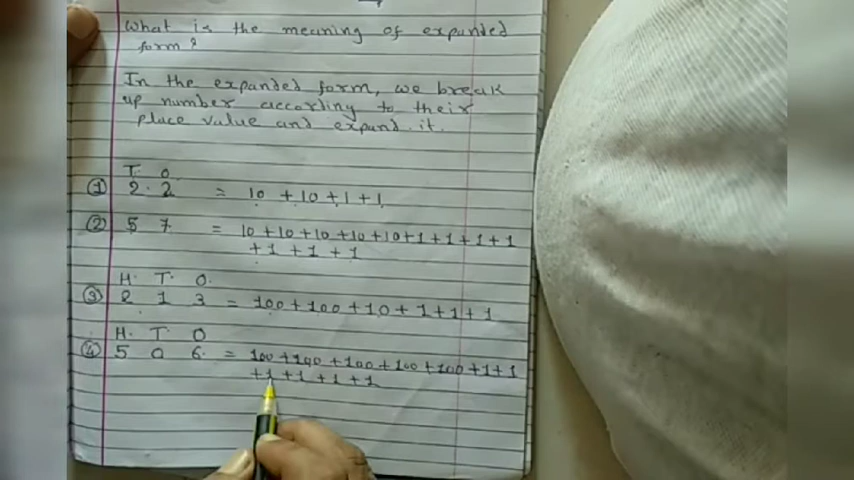 What is the meaning of expanded
form?
In the expanded form, we break
up number according to their
place value and expand it.
T. O.
① 2. 2 = 10 + 10 + 1 + 1
② 5 7 = 10 + 10 + 10 + 10 + 10 + 1 + 1 + 1 + 1
+ 1 + 1 + 1
H. T. O.
③ 2 1 3 = 100 + 100 + 10 + 1 + 1 + 1
H. T. O
④ 5 0 6. = 100 + 100 + 100 + 100 + 100 + 1 + 1
+ 1 + 1 + 1 + 1